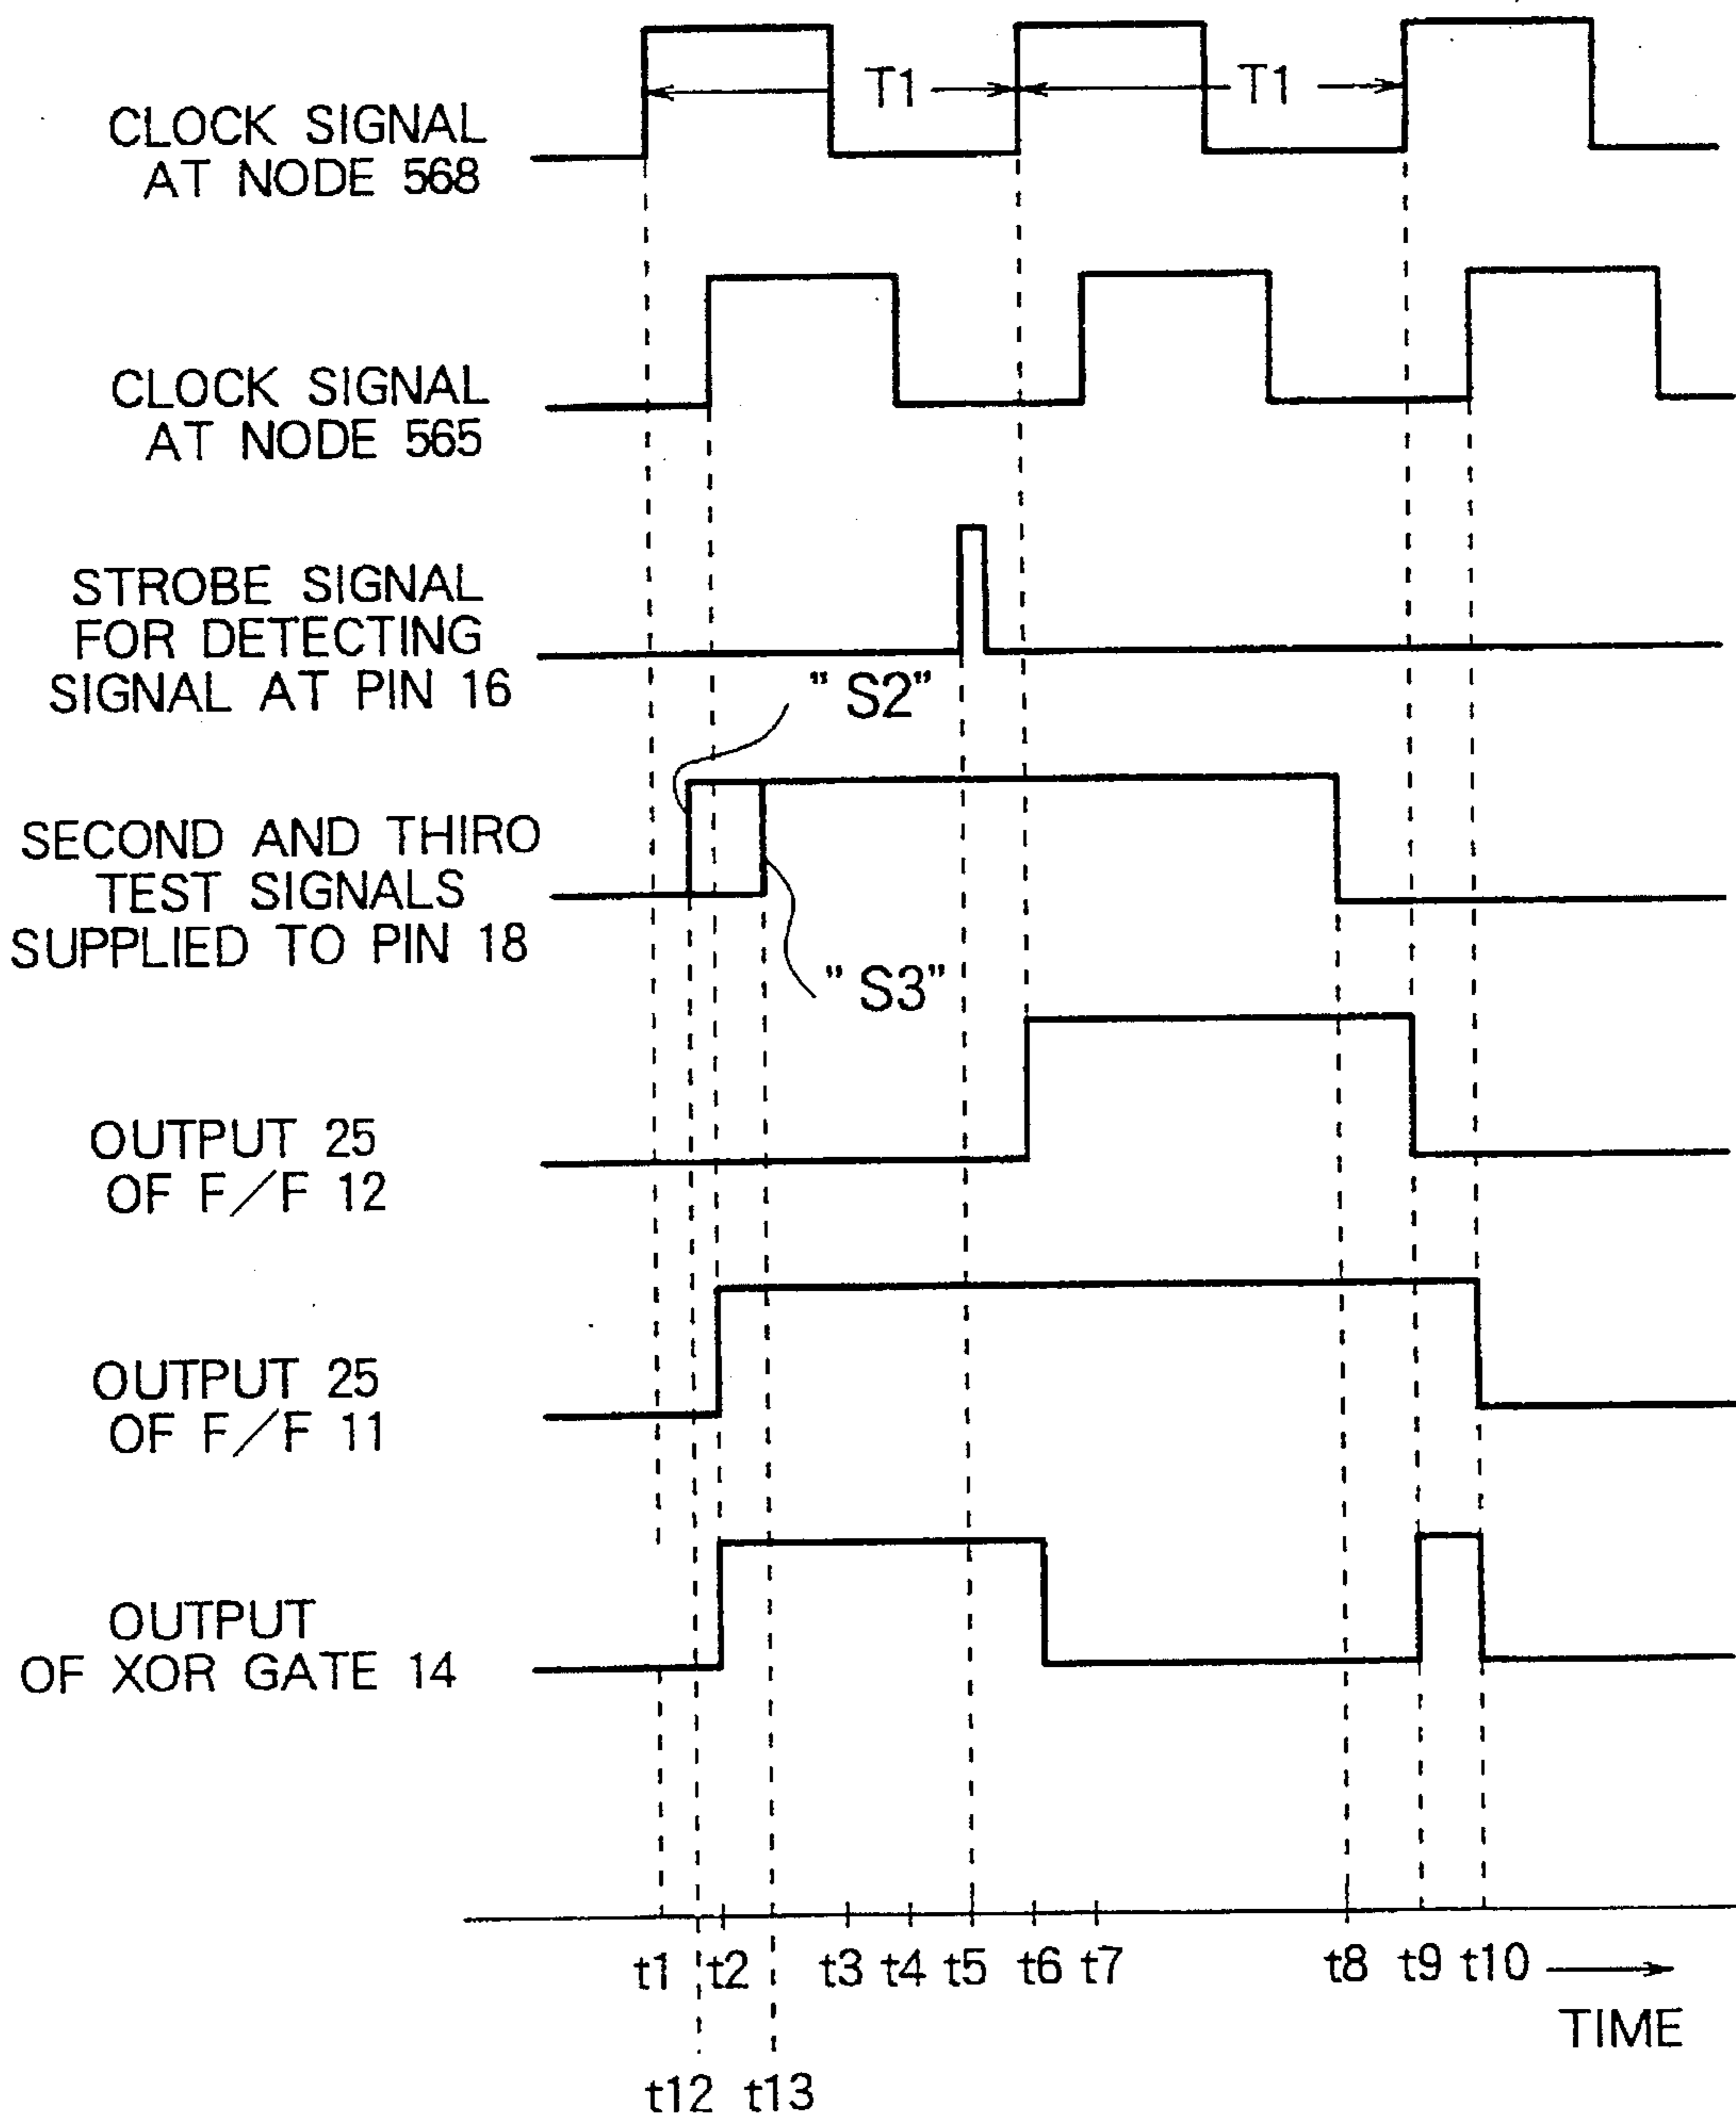 T1
T1
CLOCK SIGNAL
AT NODE 568
CLOCK SIGNAL
AT NODE 565
STROBE SIGNAL
FOR DETECTING
SIGNAL AT PIN 16
" S2"
SECOND AND THIRO
TEST SIGNALS
SUPPLIED TO PIN 18
" S3"
OUTPUT 25
OF F/F 12
OUTPUT 25
OF F/F 11
OUTPUT
OF XOR GATE 14
t1 t2 t3 t4 t5 t6 t7 t8 t9 t10
TIME
t12 t13